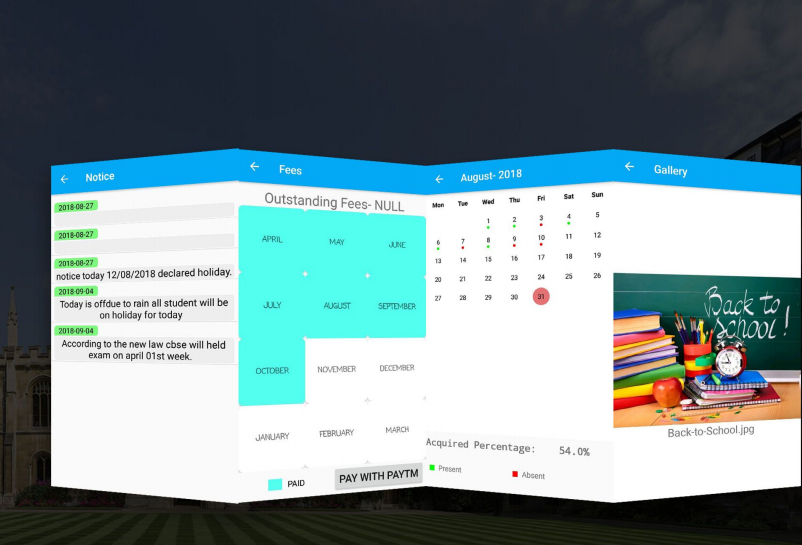 ← Notice
2018-08-27
2018-08-27
2018-08-27
notice today 12/08/2018 declared holiday.
2018-09-04
Today is offdue to rain all student will be
on holiday for today
2018-09-04
According to the new law cbse will held
exam on april 01st week.
← Fees
Outstanding Fees- NULL
APRIL MAY JUNE
JULY AUGUST SEPTEMBER
OCTOBER NOVEMBER DECEMBER
JANUARY FEBRUARY MARCH
PAID PAY WITH PAYTM
← August- 2018
Mon Tue Wed Thu Fri Sat Sun
1 2 3 4 5
6 7 8 9 10 11 12
13 14 15 16 17 18 19
20 21 22 23 24 25 26
27 28 29 30 31
Acquired Percentage: 54.0%
Present Absent
← Gallery
Back to
School!
Back-to-School.jpg